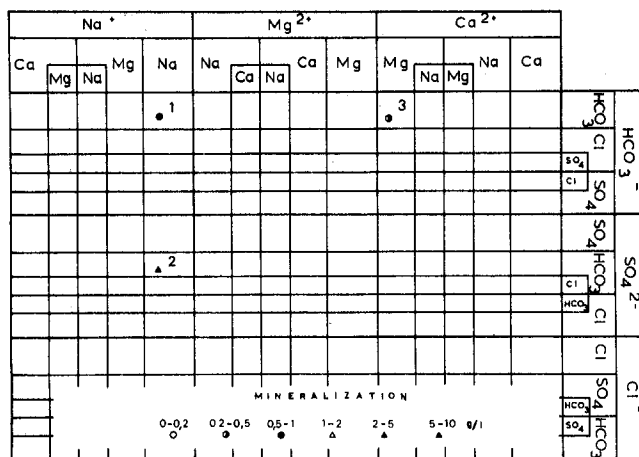 Na+ Mg2+ Ca2+
Ca Mg Na Mg Na Na Ca Na Ca Mg Mg Na Mg Na Ca
1 3
2
HCO3
Cl
SO4
Cl
SO4
HCO3-
SO4
HCO3
Cl
HCO3
Cl
SO42-
Cl
SO4
HCO3
SO4
HCO3
Cl-
MINERALIZATION
0-0,2 02-0,5 0,5-1 1-2 2-5 5-10 g/l